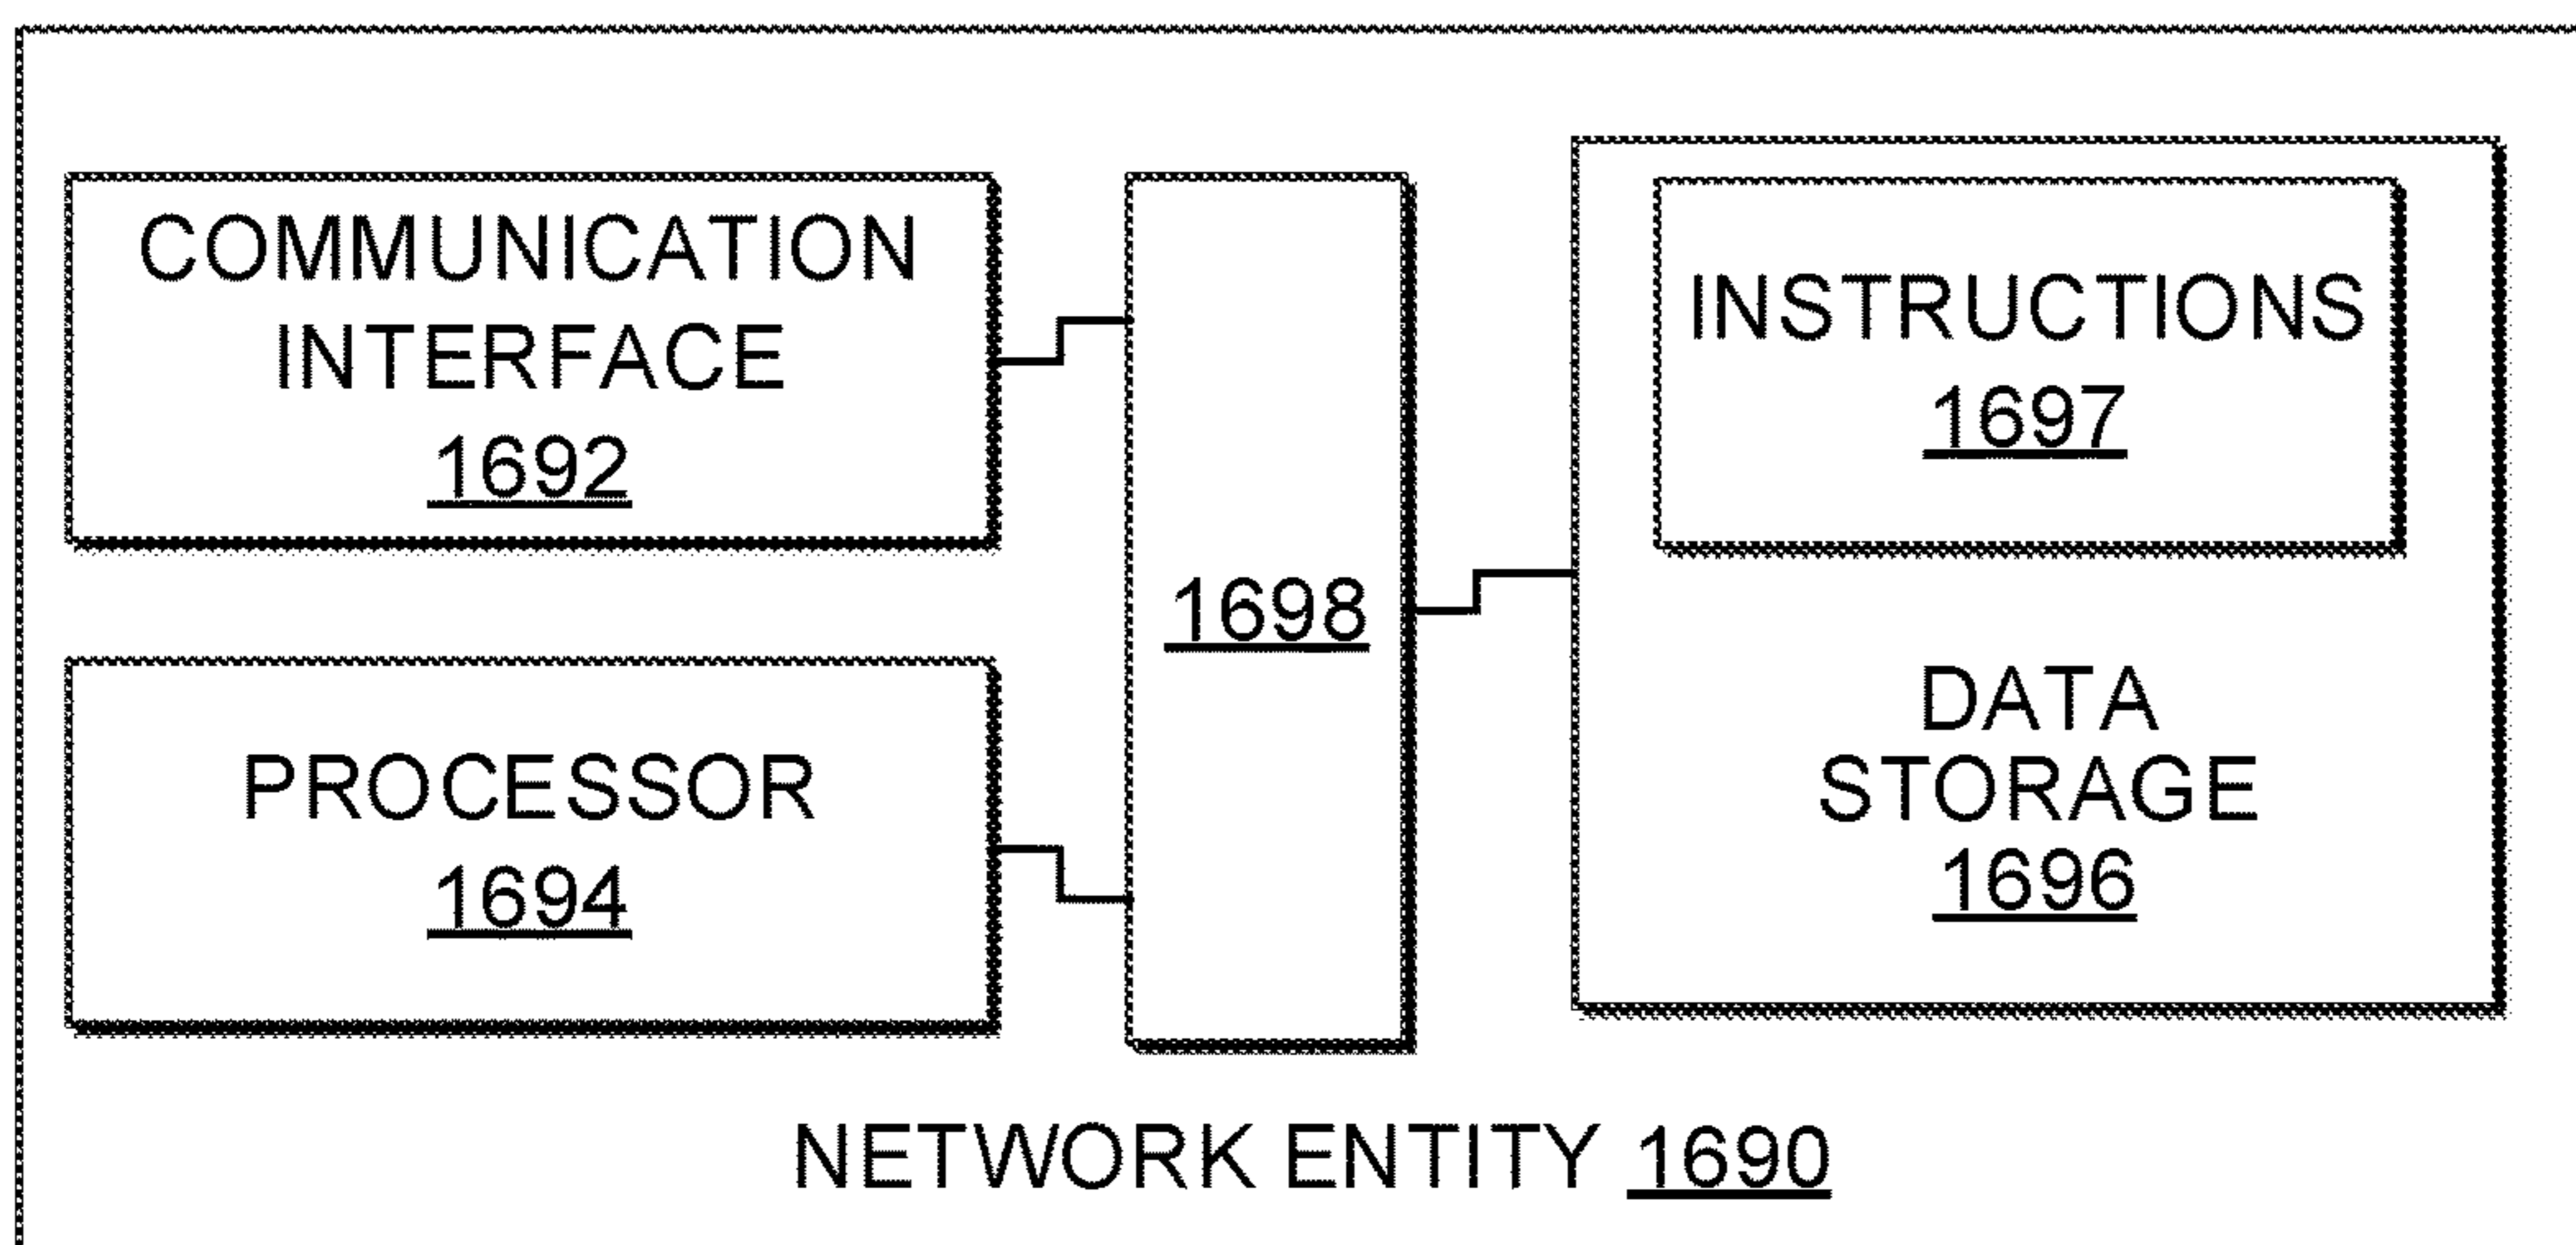 COMMUNICATION
INTERFACE
1692
PROCESSOR
1694
1698
INSTRUCTIONS
1697
DATA
STORAGE
1696
NETWORK ENTITY 1690